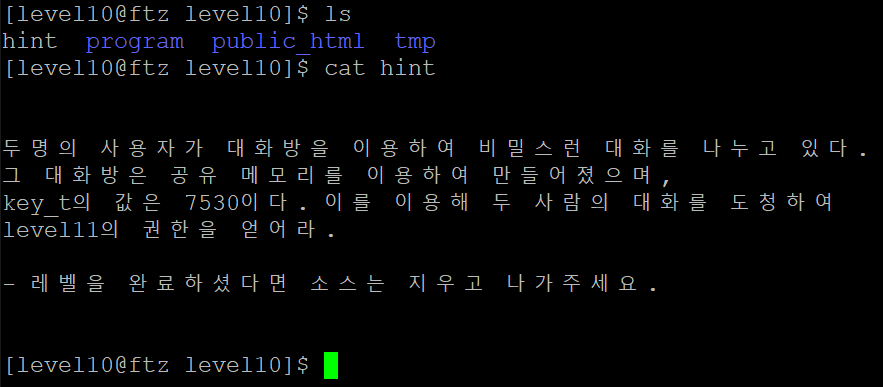 [level10@ftz level10]$ ls
hint  program  public_html  tmp
[level10@ftz level10]$ cat hint
두명의 사용자가 대화방을 이용하여 비밀스런 대화를 나누고 있다.
그 대화방은 공유 메모리를 이용하여 만들어졌으며,
key_t의 값은 7530이다. 이를 이용해 두 사람의 대화를 도청하여
level11의 권한을 얻어라.
- 레벨을 완료하셨다면 소스는 지우고 나가주세요.
[level10@ftz level10]$